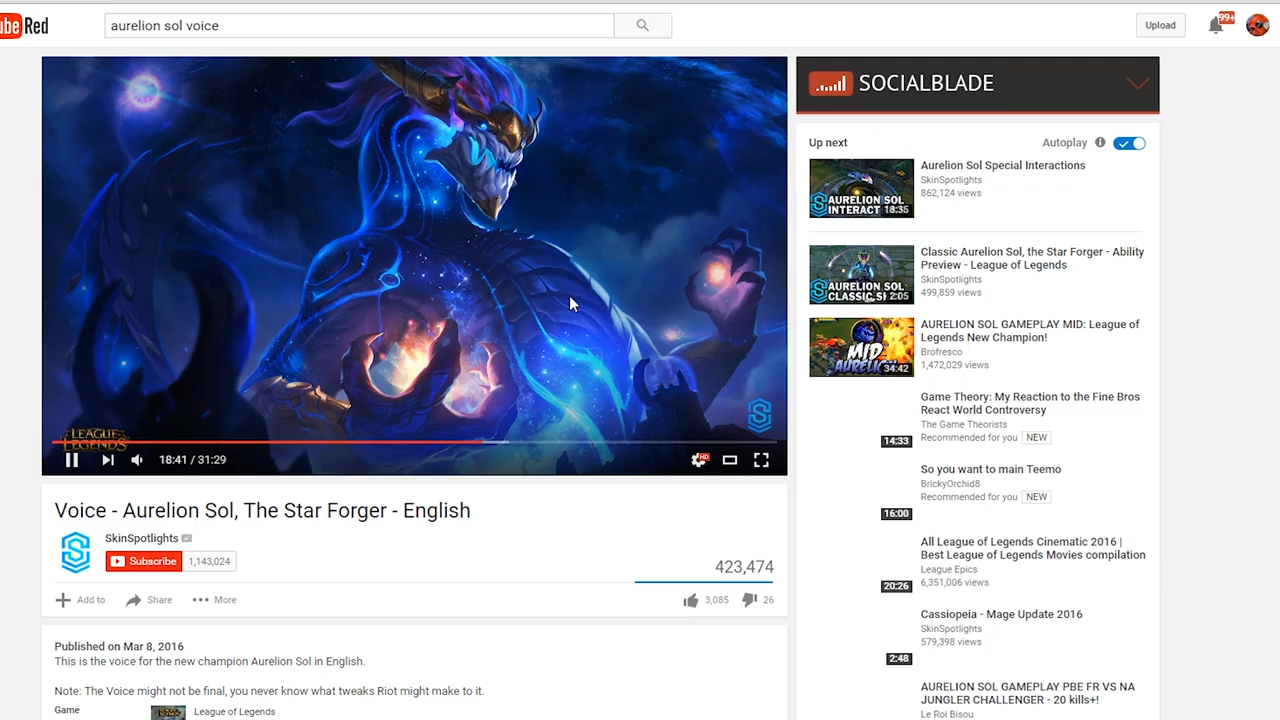 ube Red
aurelion sol voice
Upload
99+
LEAGUE
LEGENDS
HD
18:41 / 31:29
Voice - Aurelion Sol, The Star Forger - English
SkinSpotlights
Subscribe 1,143,024
423,474
Add to Share More
3,085 26
Published on Mar 8, 2016
This is the voice for the new champion Aurelion Sol in English.
Note: The Voice might not be final, you never know what tweaks Riot might make to it.
Game League of Legends
SOCIALBLADE
Up next Autoplay
AURELION SOL
INTERACT 18:35
Aurelion Sol Special Interactions
SkinSpotlights
862,124 views
AURELION SOL
CLASSIC S 2:05
Classic Aurelion Sol, the Star Forger - Ability
Preview - League of Legends
SkinSpotlights
499,859 views
MID
AURELIO
34:42
AURELION SOL GAMEPLAY MID: League of
Legends New Champion!
Brofresco
1,472,029 views
14:33
Game Theory: My Reaction to the Fine Bros
React World Controversy
The Game Theorists
Recommended for you NEW
16:00
So you want to main Teemo
BrickyOrchid8
Recommended for you NEW
20:26
All League of Legends Cinematic 2016 |
Best League of Legends Movies compilation
League Epics
6,351,006 views
2:48
Cassiopeia - Mage Update 2016
SkinSpotlights
579,398 views
AURELION SOL GAMEPLAY PBE FR VS NA
JUNGLER CHALLENGER - 20 kills+!
Le Roi Bisou